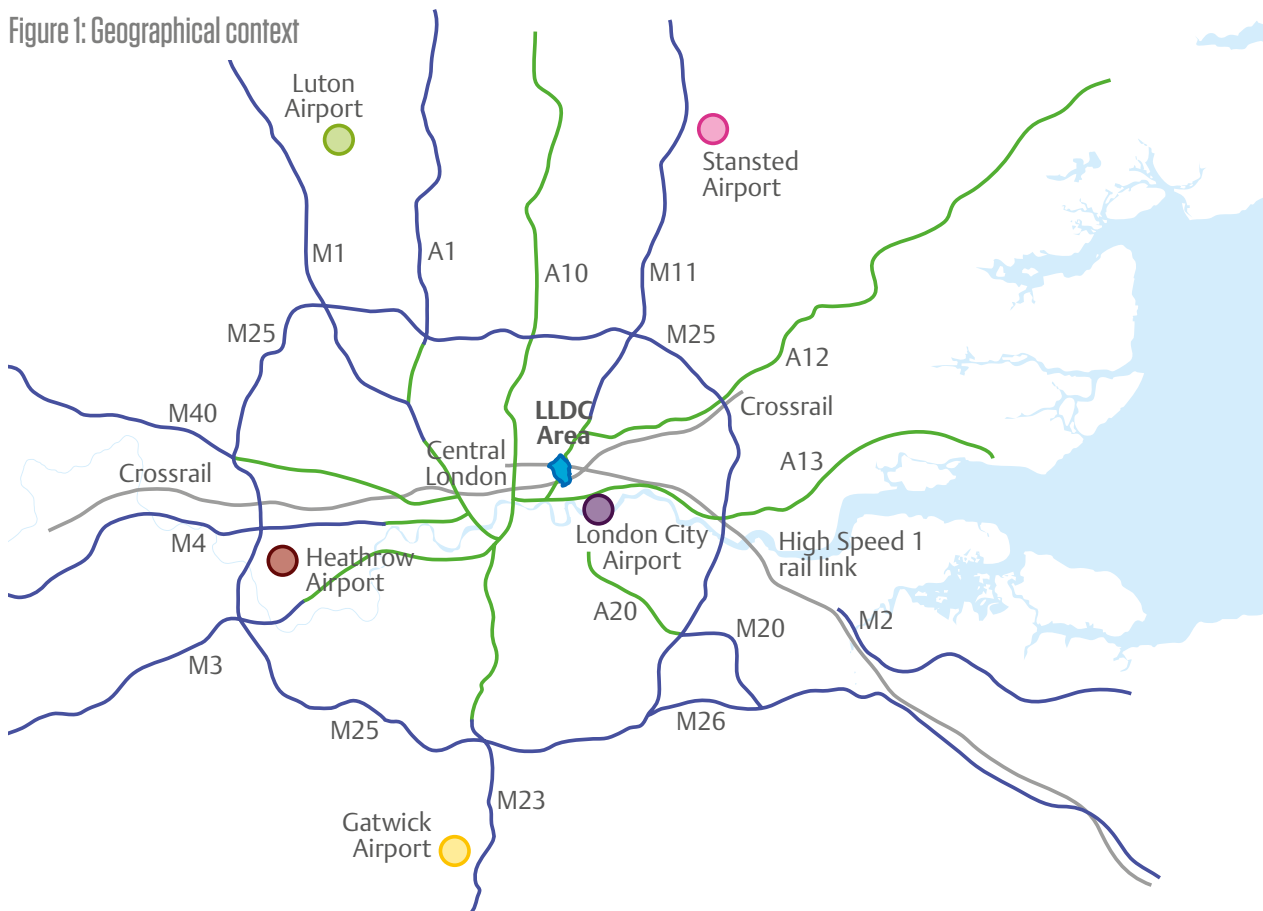 Figure 1: Geographical context
Luton
Airport
Stansted
Airport
M1
A1
A10
M11
M25
M25
A12
M40
LLDC
Area
Crossrail
Central
London
A13
Crossrail
M4
London City
Airport
High Speed 1
rail link
Heathrow
Airport
A20
M20
M2
M3
M25
M26
M23
Gatwick
Airport